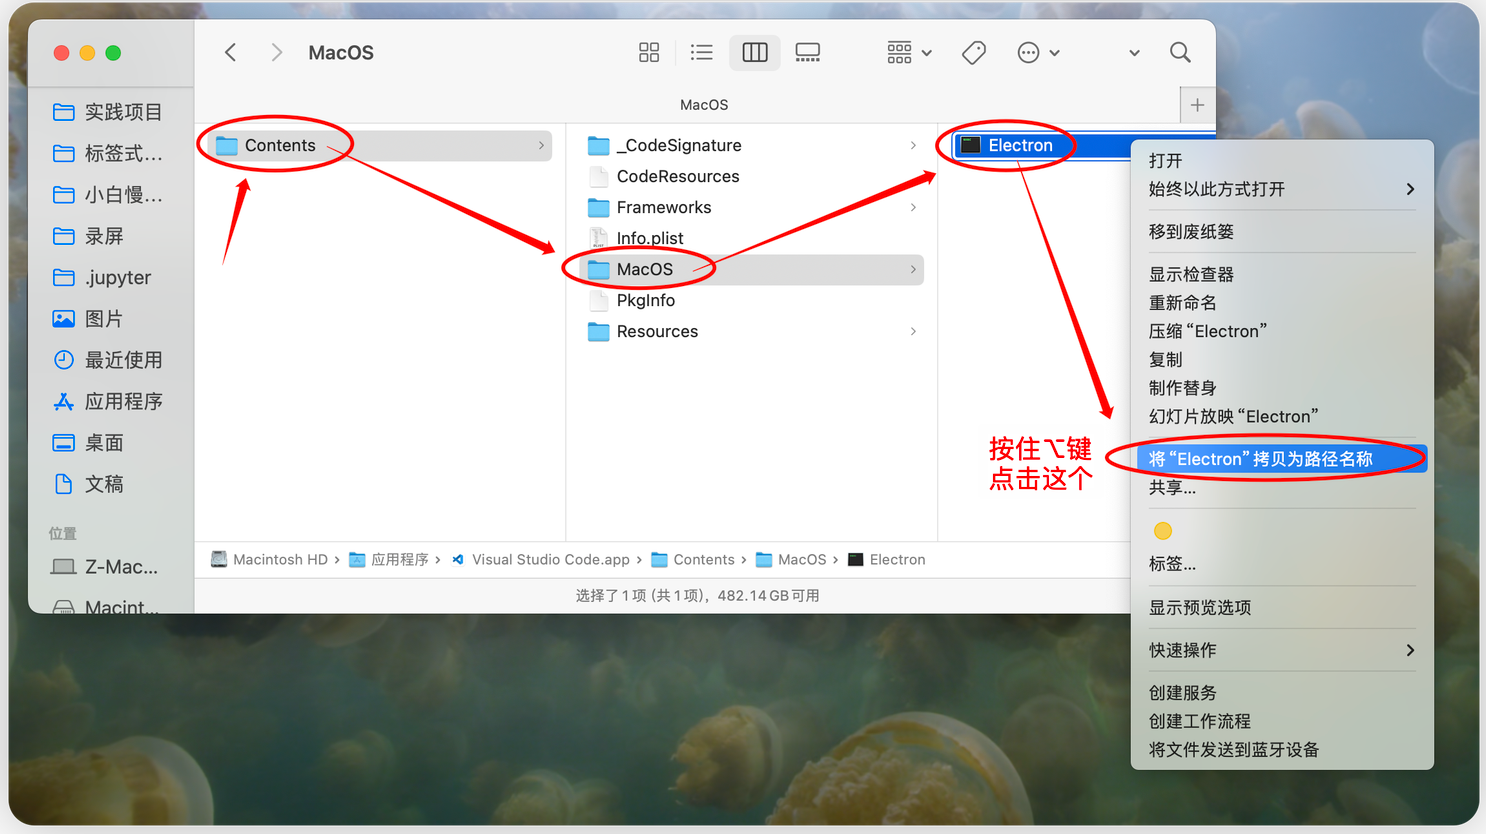 MacOS
MacOS
实践项目
标签式...
小白慢...
录屏
.jupyter
图片
最近使用
应用程序
桌面
文稿
位置
Z-Mac...
Macint...
Contents
_CodeSignature
CodeResources
Frameworks
Info.plist
MacOS
PkgInfo
Resources
Electron
按住⌥键
点击这个
打开
始终以此方式打开
移到废纸篓
显示检查器
重新命名
压缩“Electron”
复制
制作替身
幻灯片放映“Electron”
将“Electron”拷贝为路径名称
共享...
标签...
显示预览选项
快速操作
创建服务
创建工作流程
将文件发送到蓝牙设备
Macintosh HD › 应用程序 › Visual Studio Code.app › Contents › MacOS › Electron
选择了1项 (共1项)，482.14 GB可用